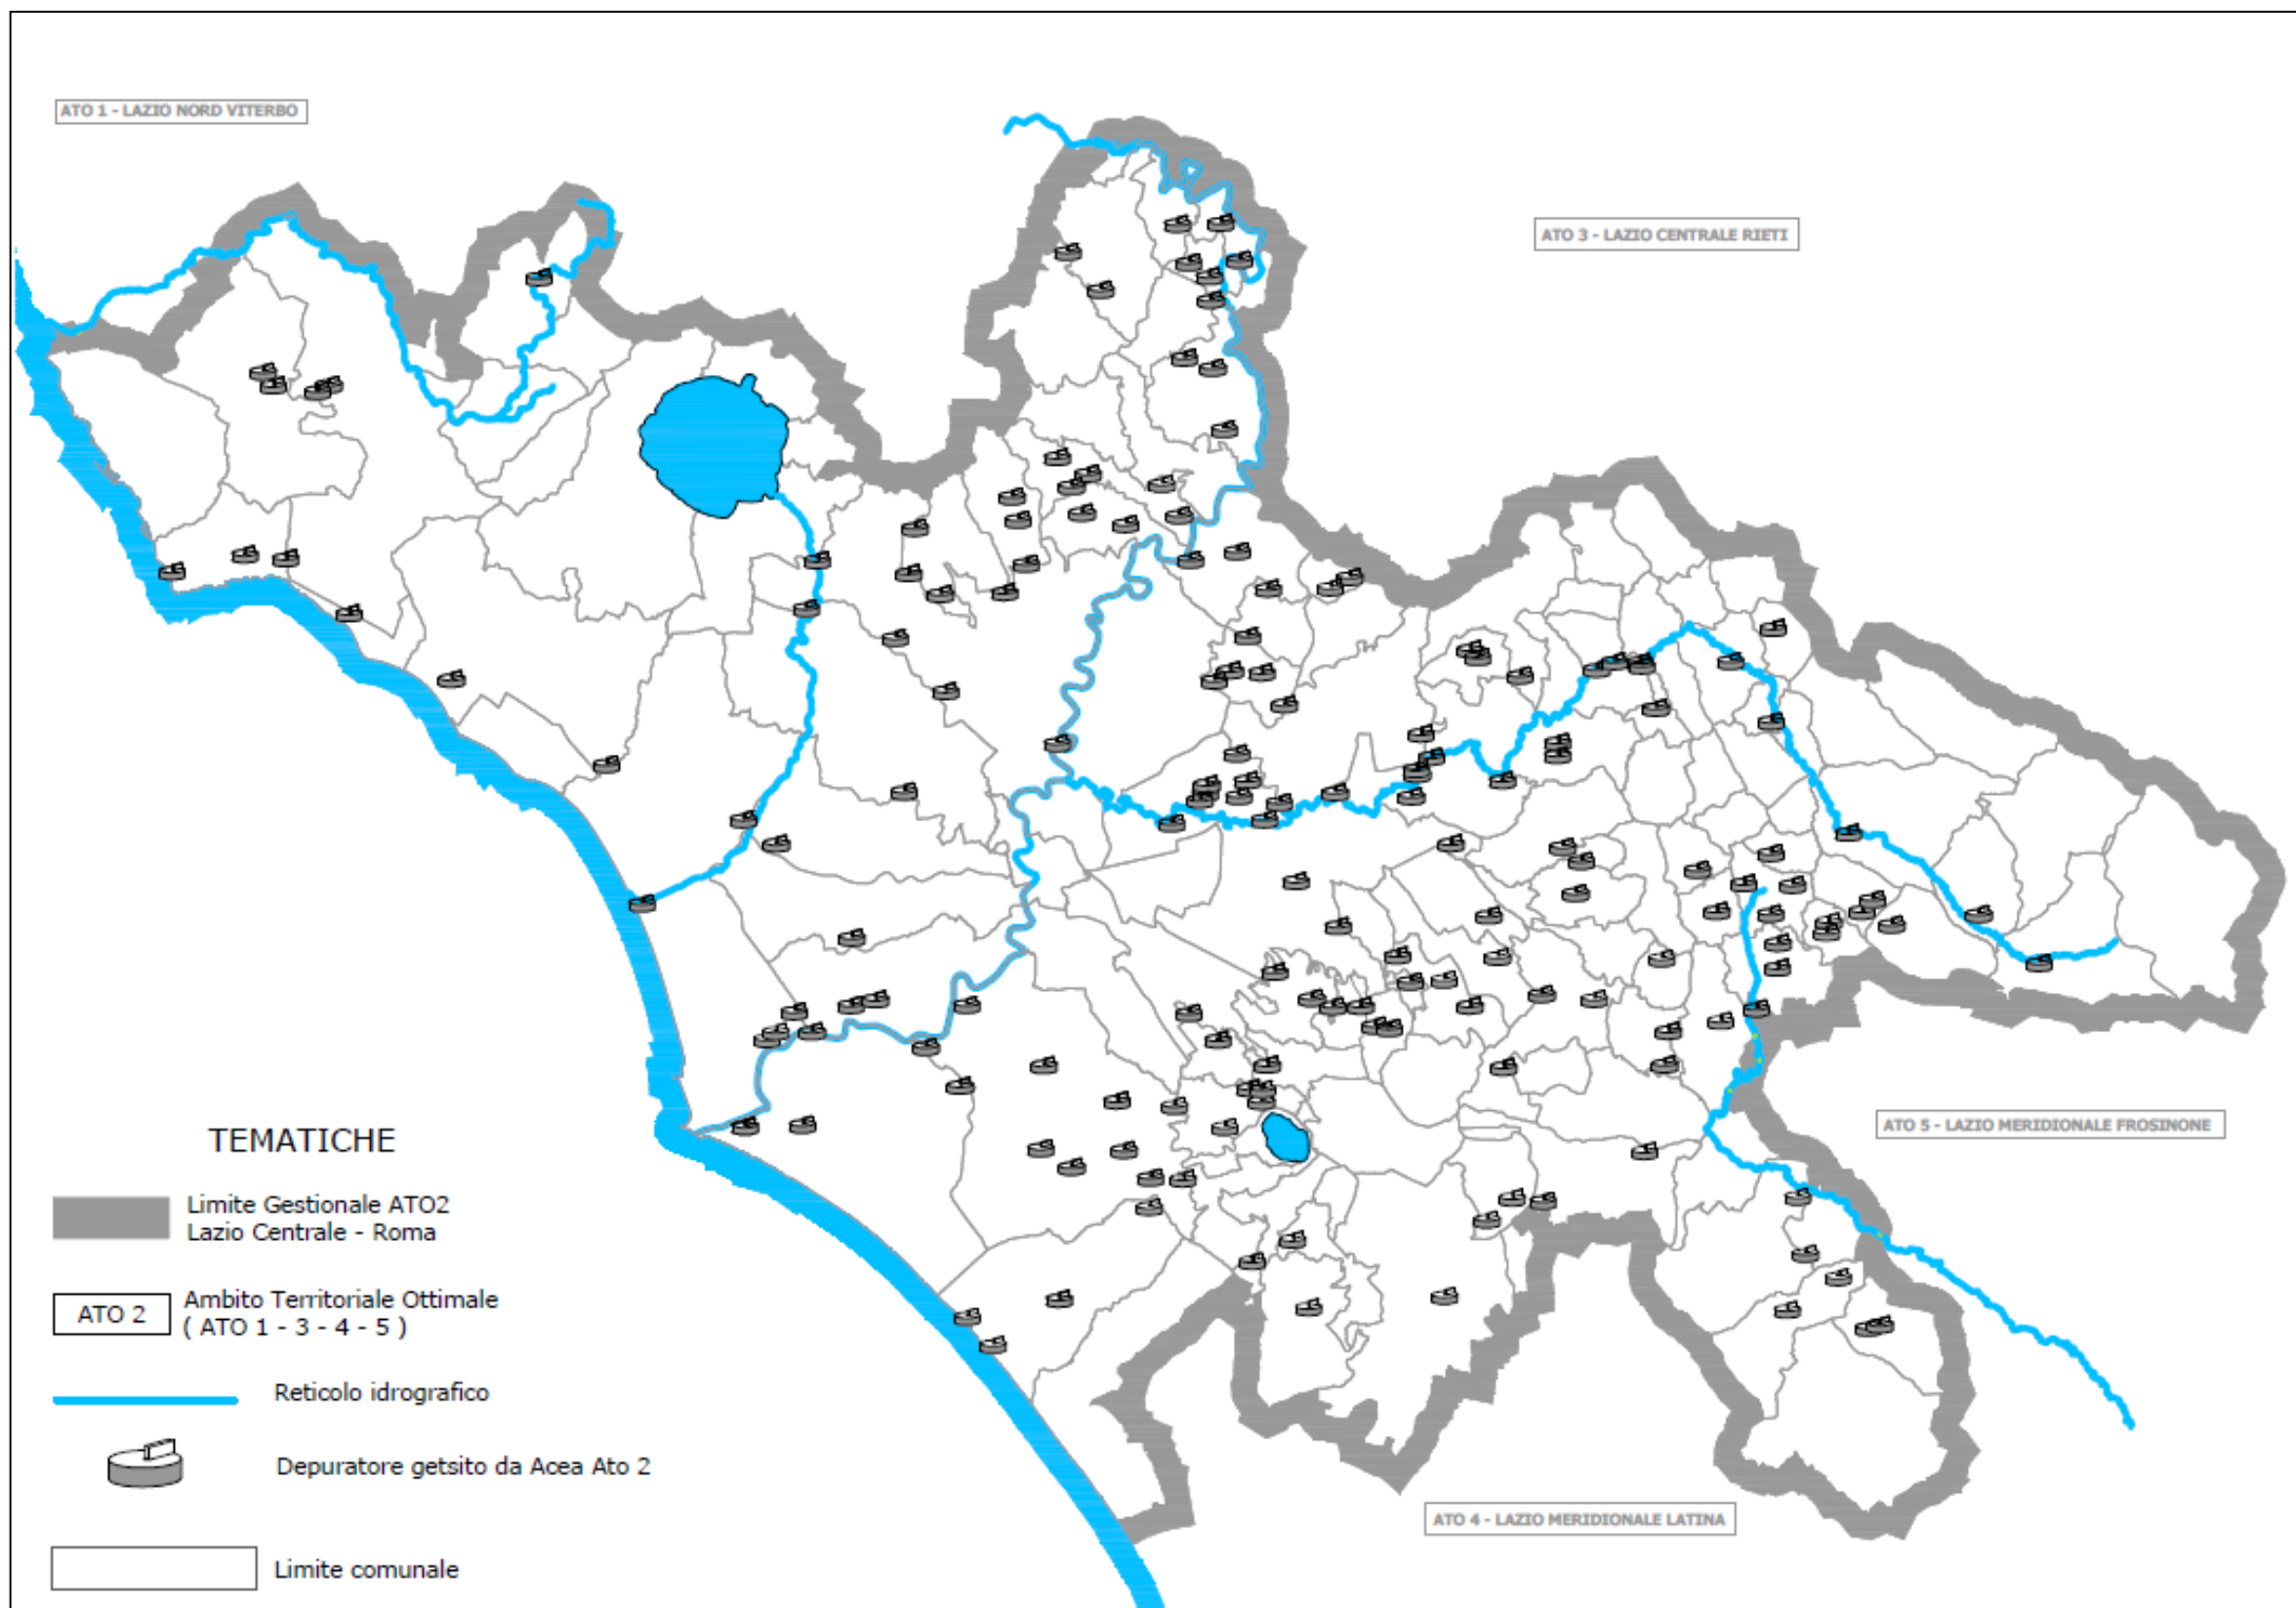 ATO 1 - LAZIO NORD VITERBO
ATO 3 - LAZIO CENTRALE RIETI
ATO 5 - LAZIO MERIDIONALE FROSINONE
TEMATICHE
Limite Gestionale ATO2
Lazio Centrale - Roma
ATO 2
Ambito Territoriale Ottimale
( ATO 1 - 3 - 4 - 5 )
Reticolo idrografico
Depuratore getsito da Acea Ato 2
ATO 4 - LAZIO MERIDIONALE LATINA
Limite comunale